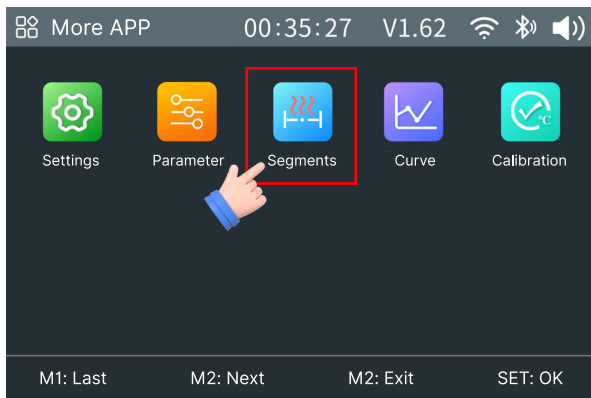 More APP 00:35:27 V1.62
Settings Parameter Segments Curve Calibration
M1: Last M2: Next M2: Exit SET: OK